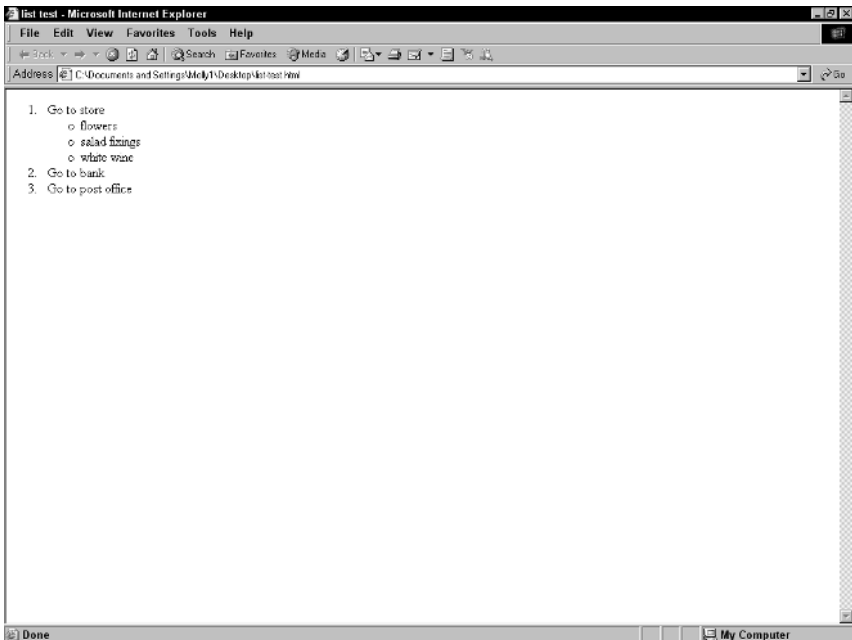 list test - Microsoft Internet Explorer
File Edit View Favorites Tools Help
Back Search Favorites Media
Address C:\Documents and Settings\Molly1\Desktop\list-test.html Go
1. Go to store
o flowers
o salad fixings
o white wine
2. Go to bank
3. Go to post office
Done My Computer